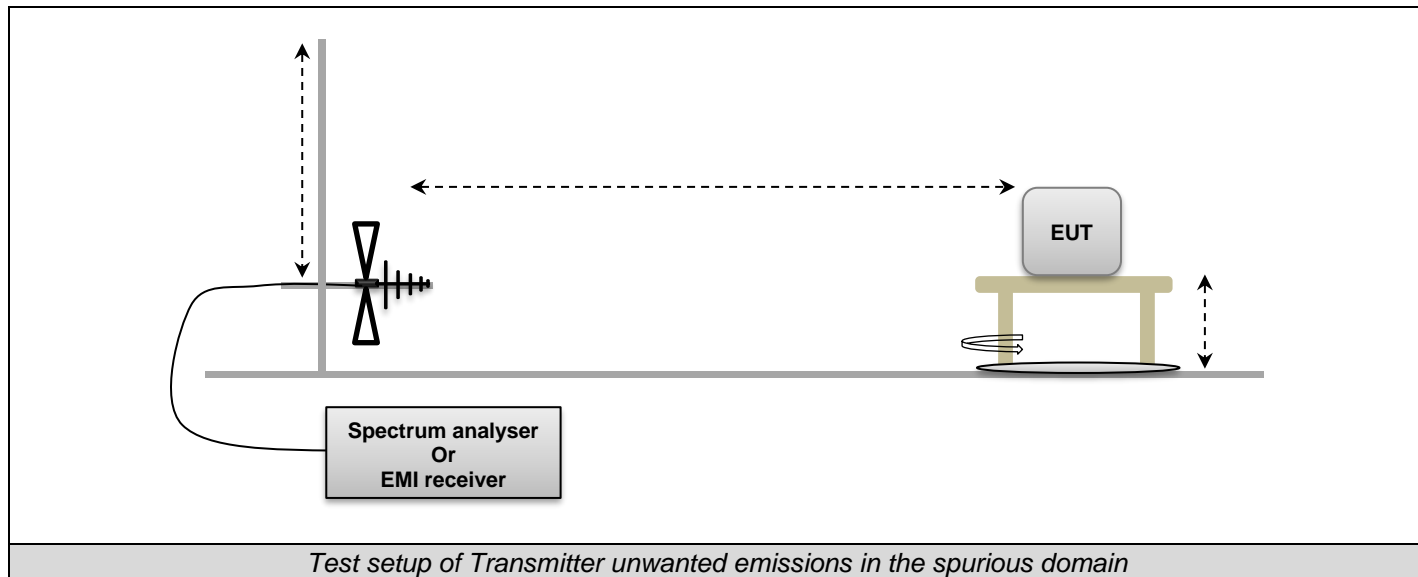 EUT
Spectrum analyser
Or
EMI receiver
Test setup of Transmitter unwanted emissions in the spurious domain